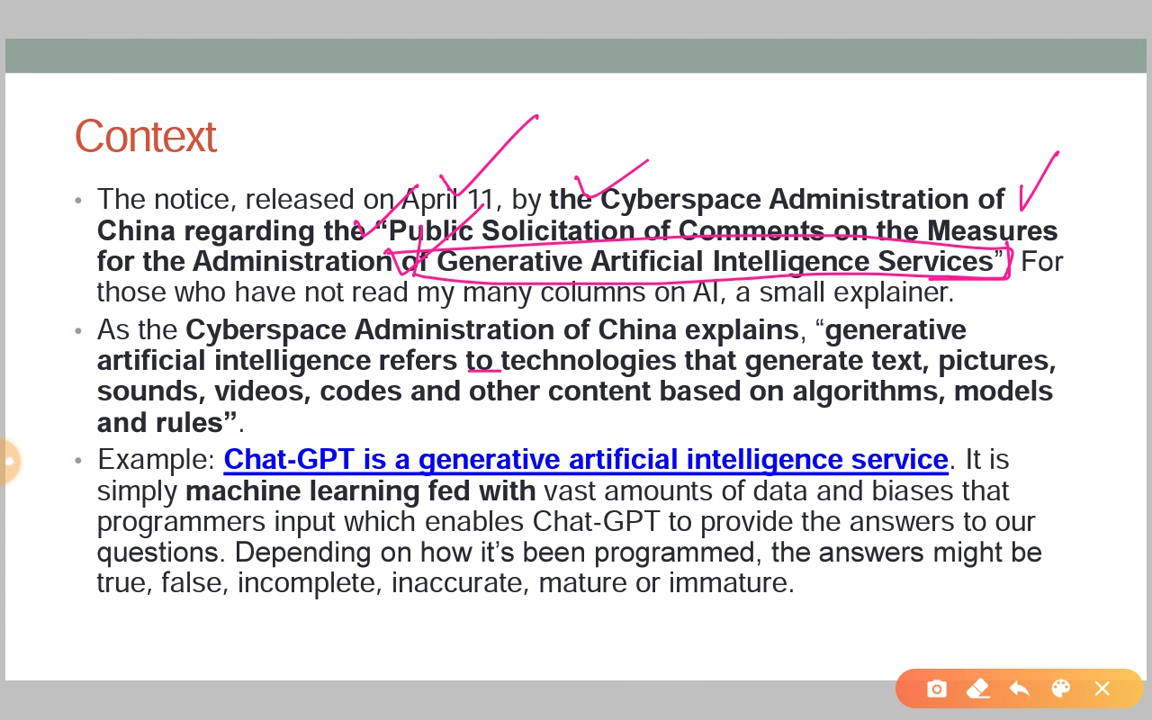 Context
• The notice, released on April 11, by the Cyberspace Administration of
China regarding the “Public Solicitation of Comments on the Measures
for the Administration of Generative Artificial Intelligence Services” For
those who have not read my many columns on AI, a small explainer.
• As the Cyberspace Administration of China explains, “generative
artificial intelligence refers to technologies that generate text, pictures,
sounds, videos, codes and other content based on algorithms, models
and rules”.
• Example: Chat-GPT is a generative artificial intelligence service. It is
simply machine learning fed with vast amounts of data and biases that
programmers input which enables Chat-GPT to provide the answers to our
questions. Depending on how it’s been programmed, the answers might be
true, false, incomplete, inaccurate, mature or immature.